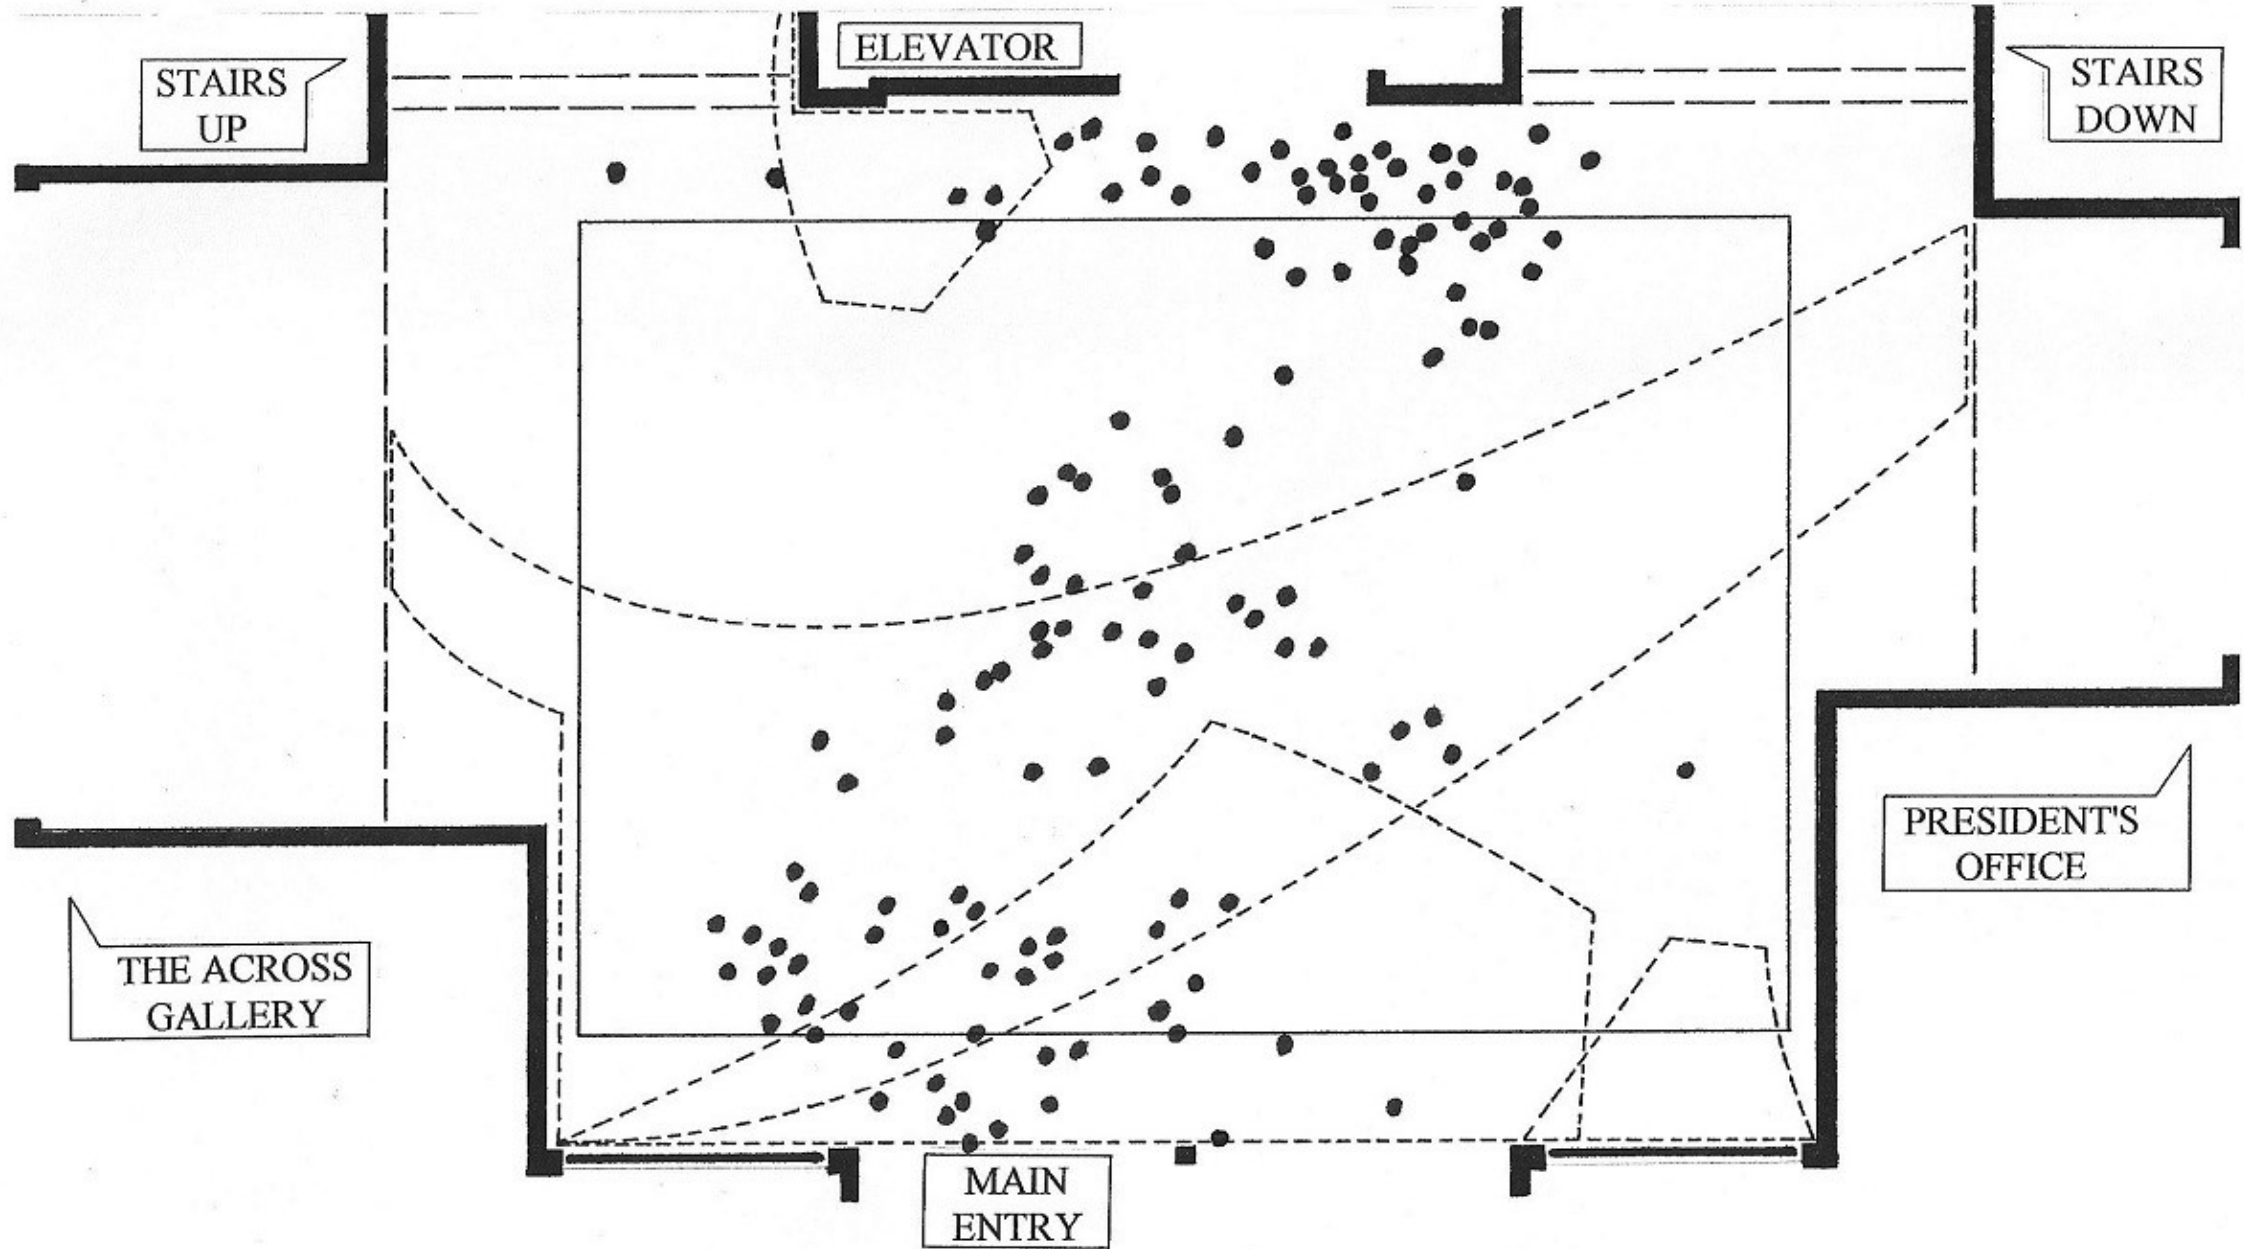 STAIRS
UP
ELEVATOR
STAIRS
DOWN
THE ACROSS
GALLERY
PRESIDENT'S
OFFICE
MAIN
ENTRY